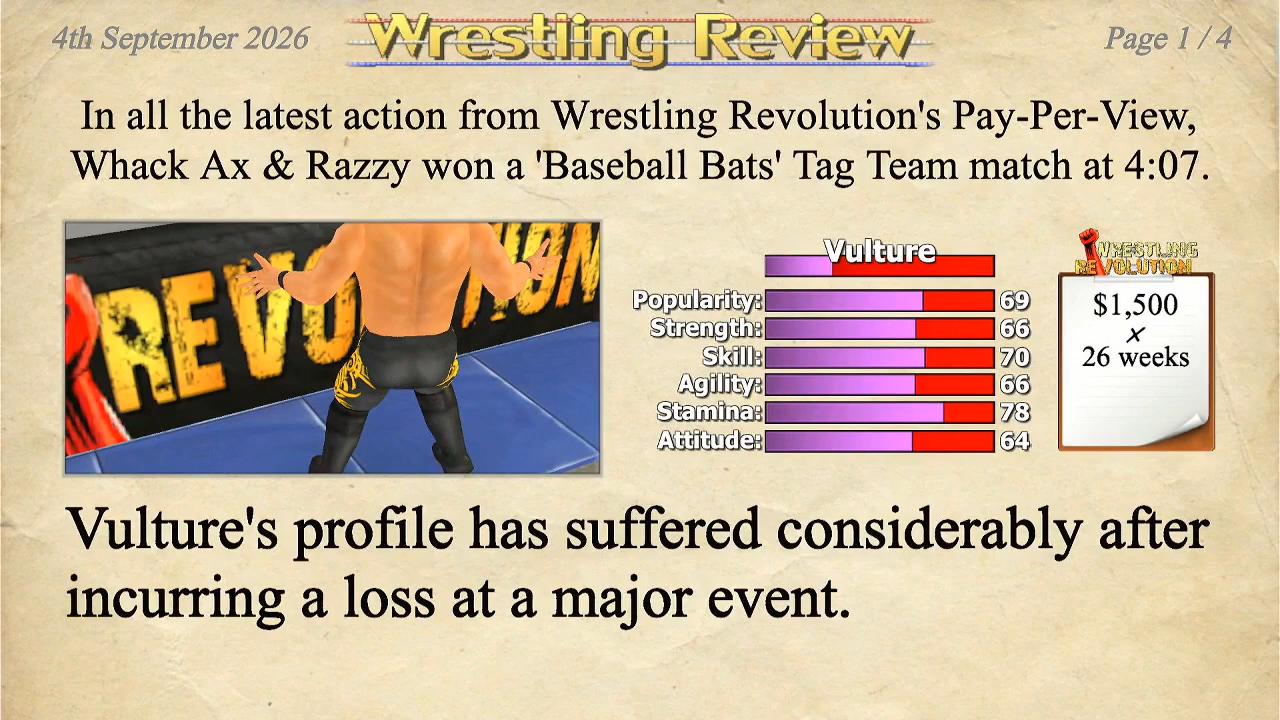 4th September 2026
Wrestling Review
Page 1 / 4
In all the latest action from Wrestling Revolution's Pay-Per-View,
Whack Ax & Razzy won a 'Baseball Bats' Tag Team match at 4:07.
REVO
ION
Vulture
Popularity: 69
Strength: 66
Skill: 70
Agility: 66
Stamina: 78
Attitude: 64
WRESTLING
REVOLUTION
$1,500
x
26 weeks
Vulture's profile has suffered considerably after
incurring a loss at a major event.